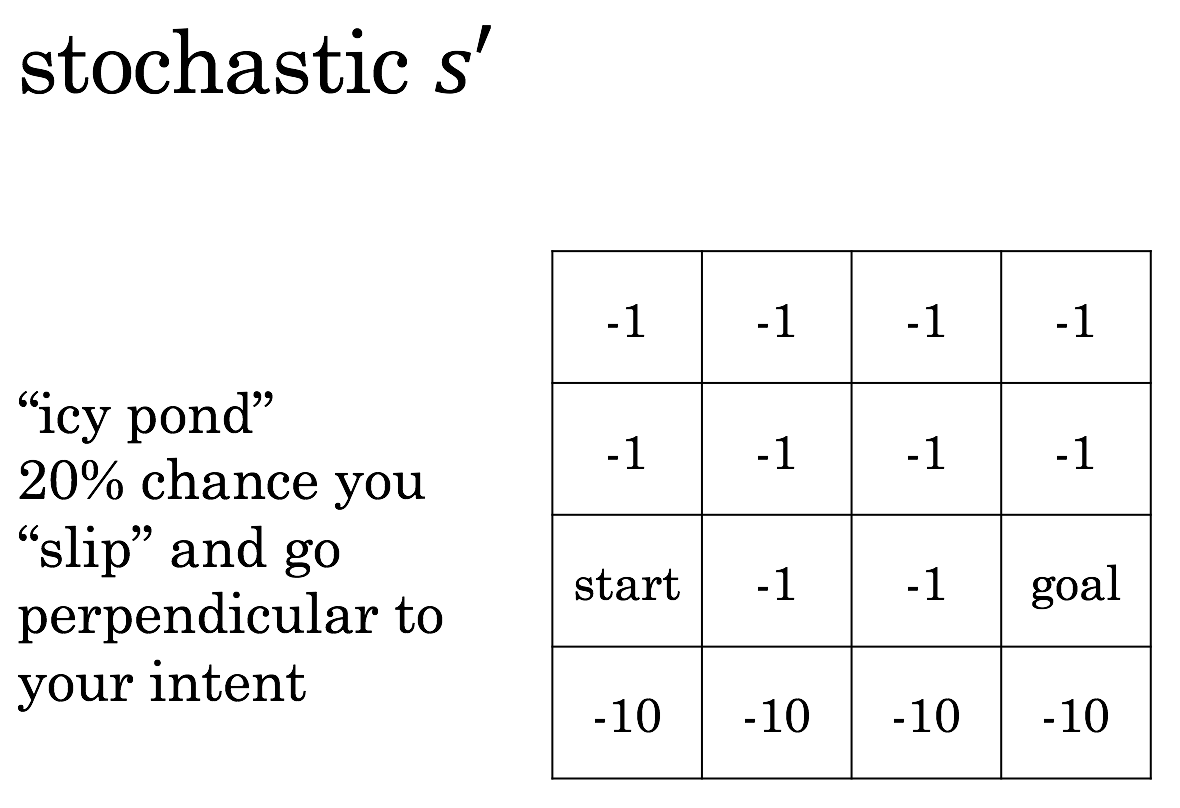 stochastic s′
“icy pond”
20% chance you
“slip” and go
perpendicular to
your intent
-1 -1 -1 -1
-1 -1 -1 -1
start -1 -1 goal
-10 -10 -10 -10